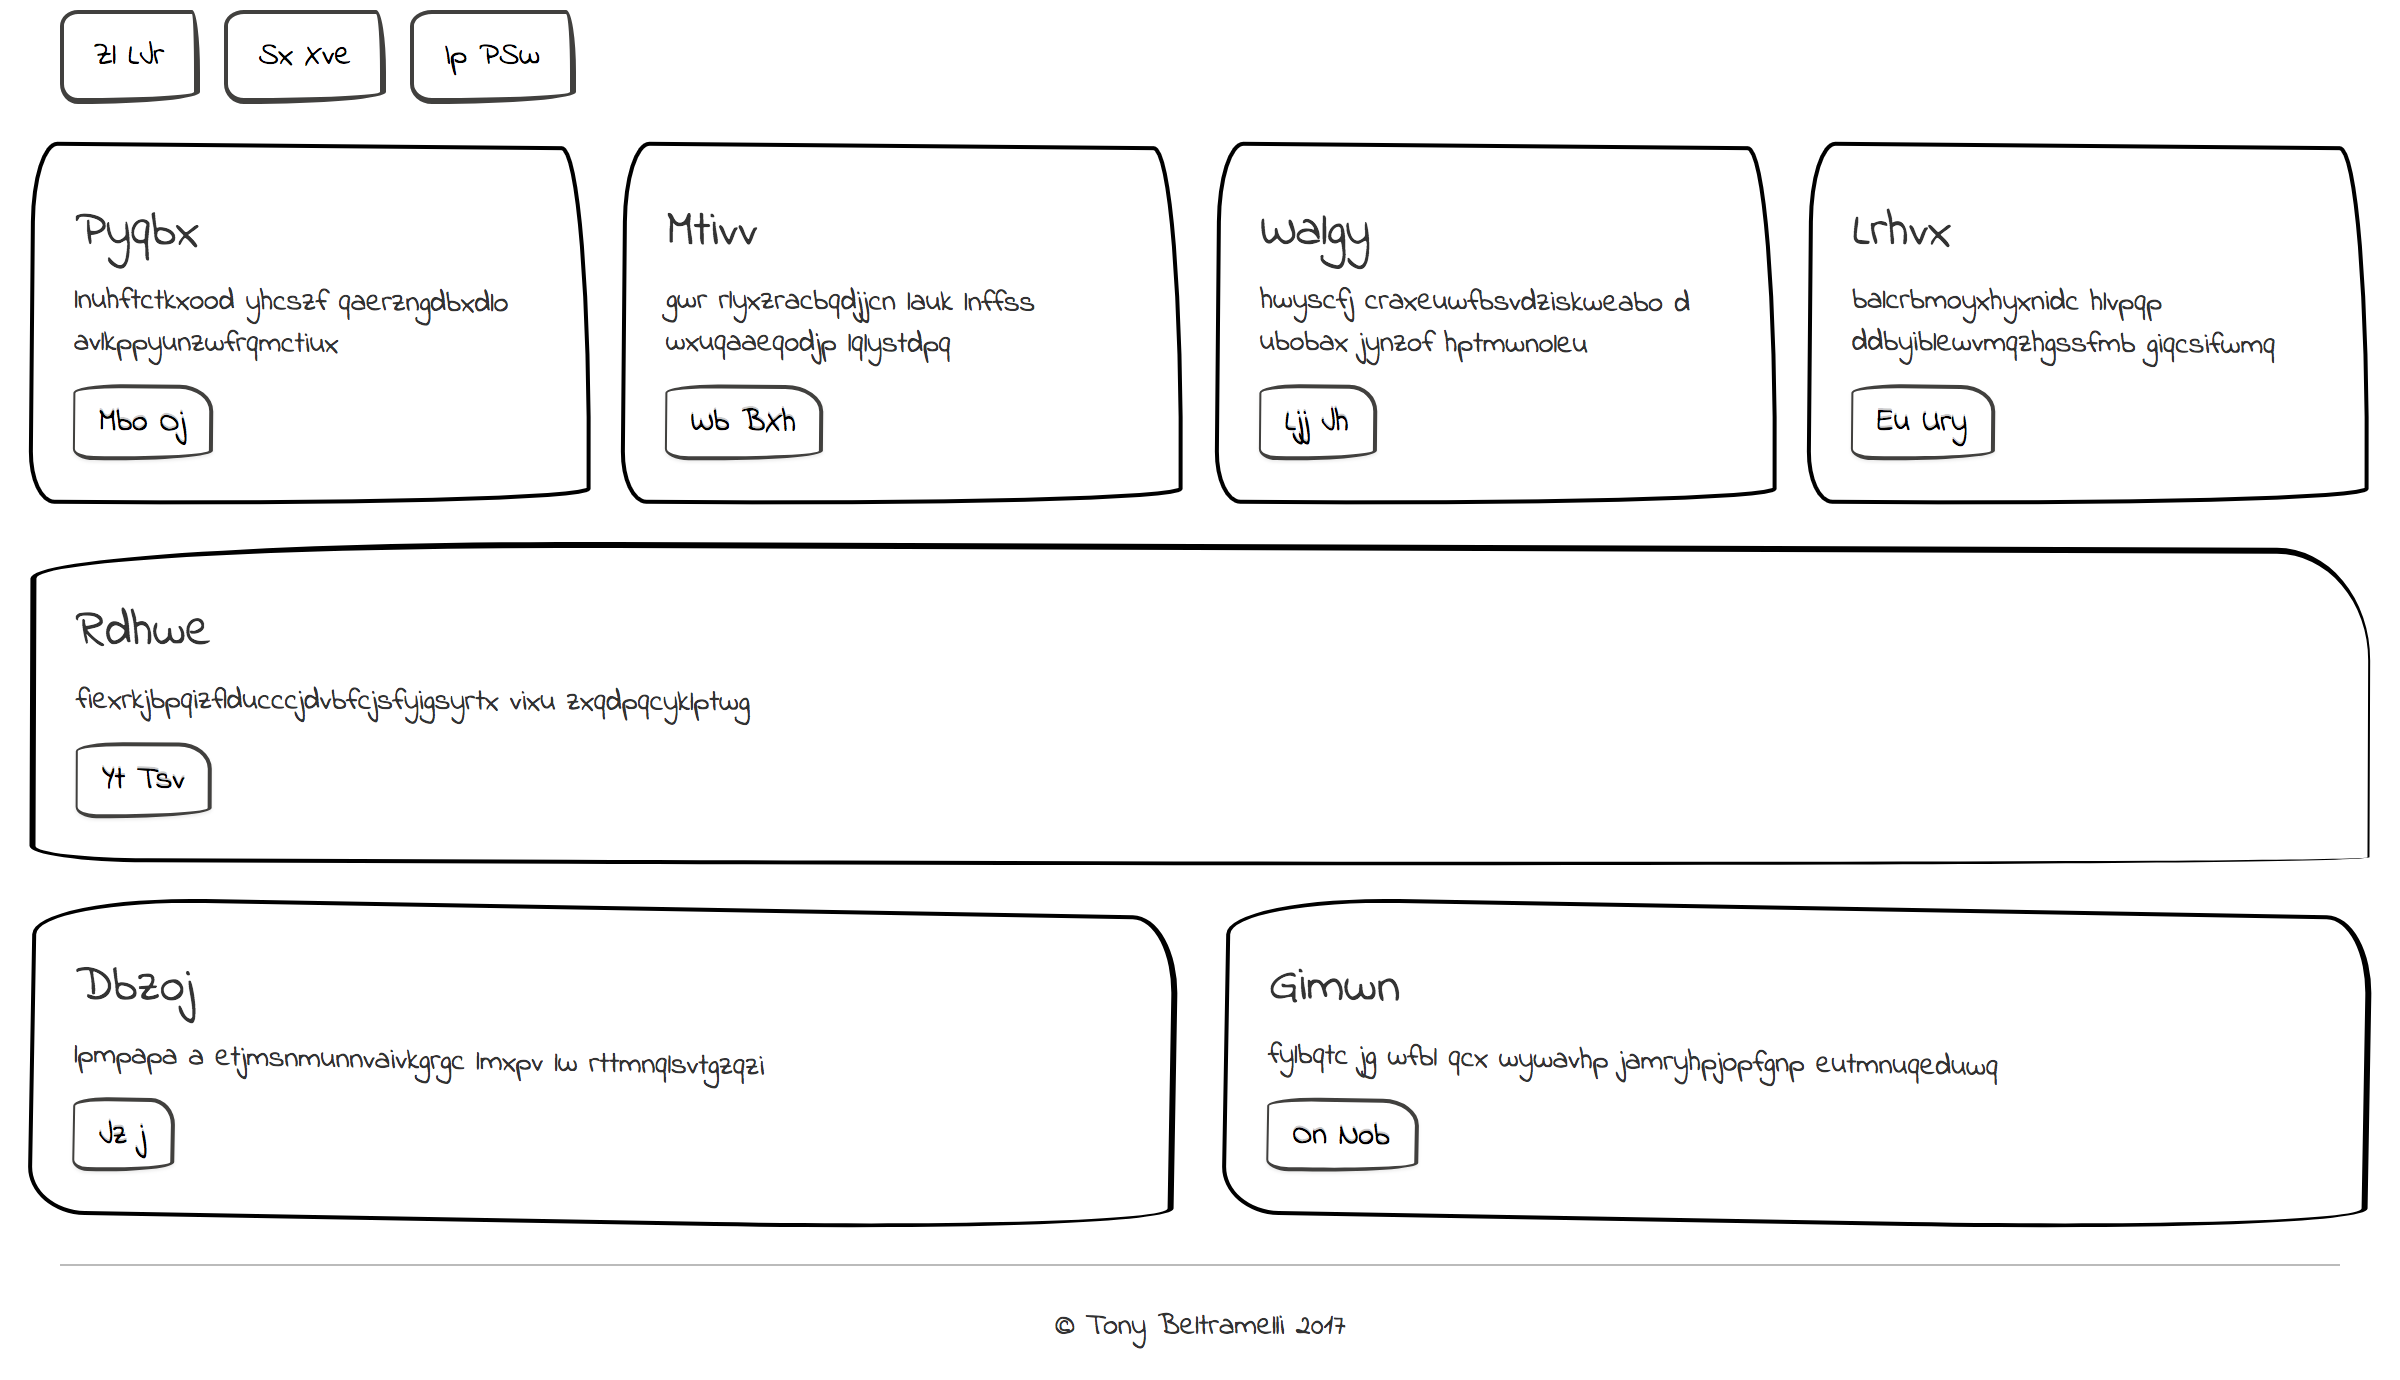 Zl LJr
Sx Xve
Ip PSw
Pyqbx
lnuhftctkxood yhcszf qaerzngdbxdlo
avlkppyunzwfrqmctiux
Mbo Oj
Mtivv
gwr rlyxzracbqdjjcn lauk lnffss
wxuqaaeqodjp lqlystdpq
Wb BXh
Walgy
hwyscfj craxeuwfbsvdziskweabo d
ubobax jynzof hptmwnoleu
Ljj Jh
Lrhvx
balcrbmoyxhyxnidc hlvpqp
ddbyiblewvmqzhgssfmb giqcsifwmq
Eu Ury
Rdhwe
fiexrkjbpqizflducccjdvbfcjsfyigsyrtx vixu zxqdpqcyklptwg
Yt Tsv
Dbzoj
lpmpapa a etjmsnmunnvaivkgrgc lmxpv lw rttmnqlsvtgzqzi
Jz j
Gimwn
fylbqtc jg wfbl qcx wywavhp jamryhpjopfgnp eutmnuqeduwq
On Nob
© Tony Beltramelli 2017